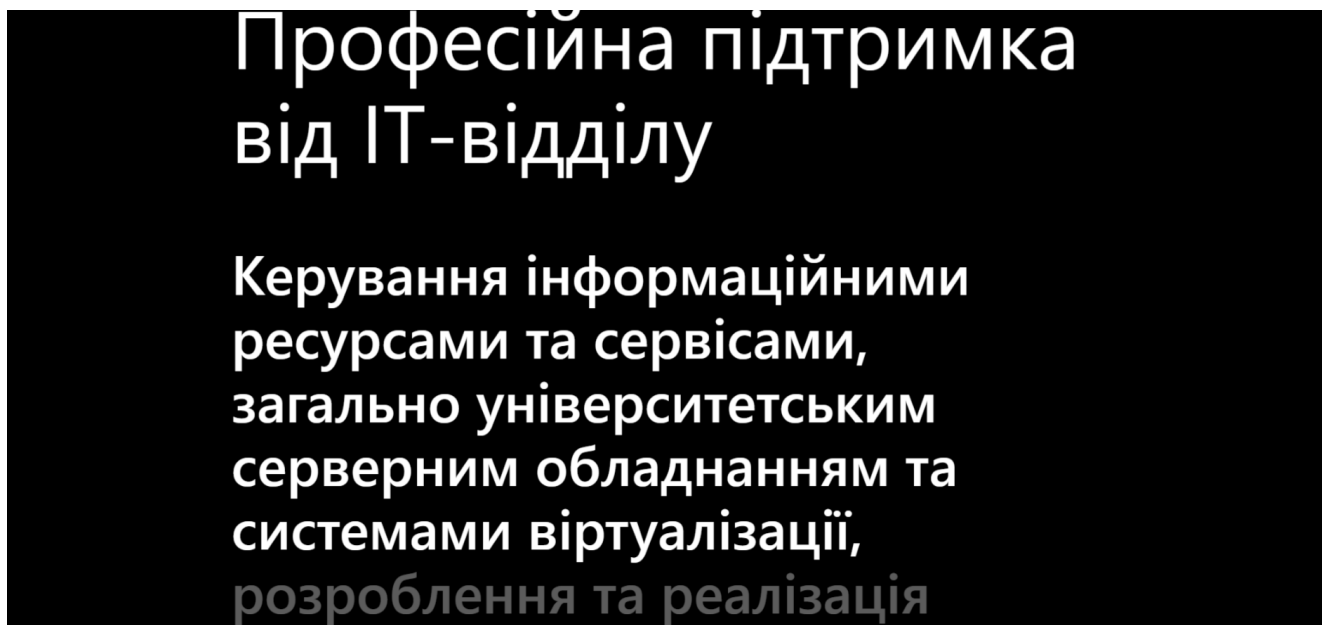 Професійна підтримка
від ІТ-відділу
Керування інформаційними
ресурсами та сервісами,
загально університетським
серверним обладнанням та
системами віртуалізації,
розроблення та реалізація